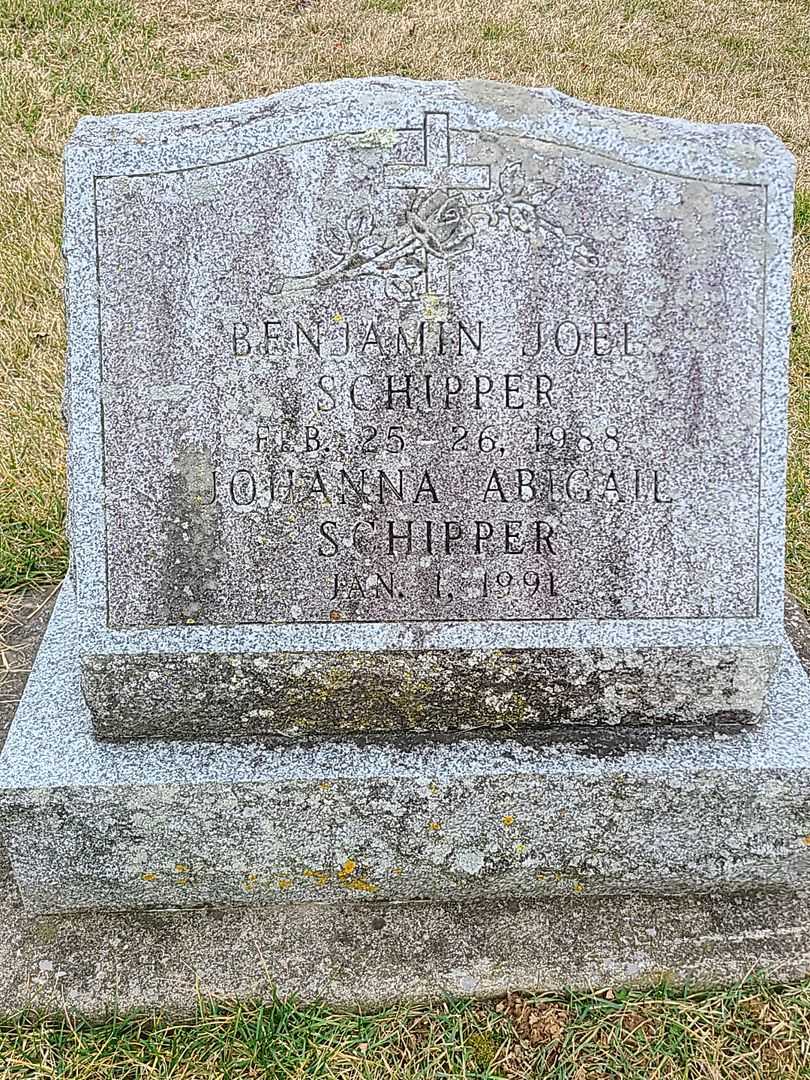 BENJAMIN JOEL
SCHIPPER
FEB. 25 - 26, 1988
JOHANNA ABIGAIL
SCHIPPER
JAN. 1, 1991